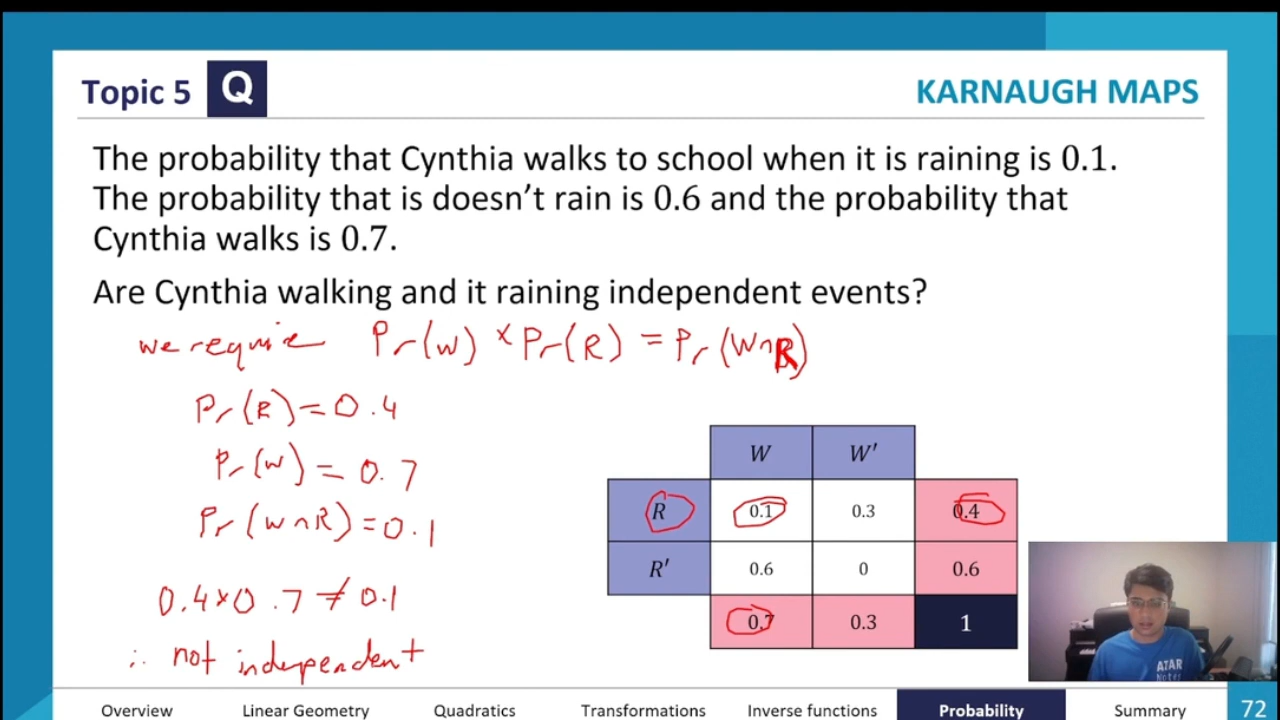 Topic 5 Q KARNAUGH MAPS
The probability that Cynthia walks to school when it is raining is 0.1.
The probability that is doesn’t rain is 0.6 and the probability that
Cynthia walks is 0.7.
Are Cynthia walking and it raining independent events?
we require Pr(W) × Pr(R) = Pr(W∩R)
Pr(R) = 0.4
Pr(W) = 0.7
Pr(W∩R) = 0.1
0.4×0.7 ≠ 0.1
∴ not independent
W W′
R 0.1 0.3 0.4
R′ 0.6 0 0.6
0.7 0.3 1
ATAR
Notes
Overview Linear Geometry Quadratics Transformations Inverse functions Probability Summary 72